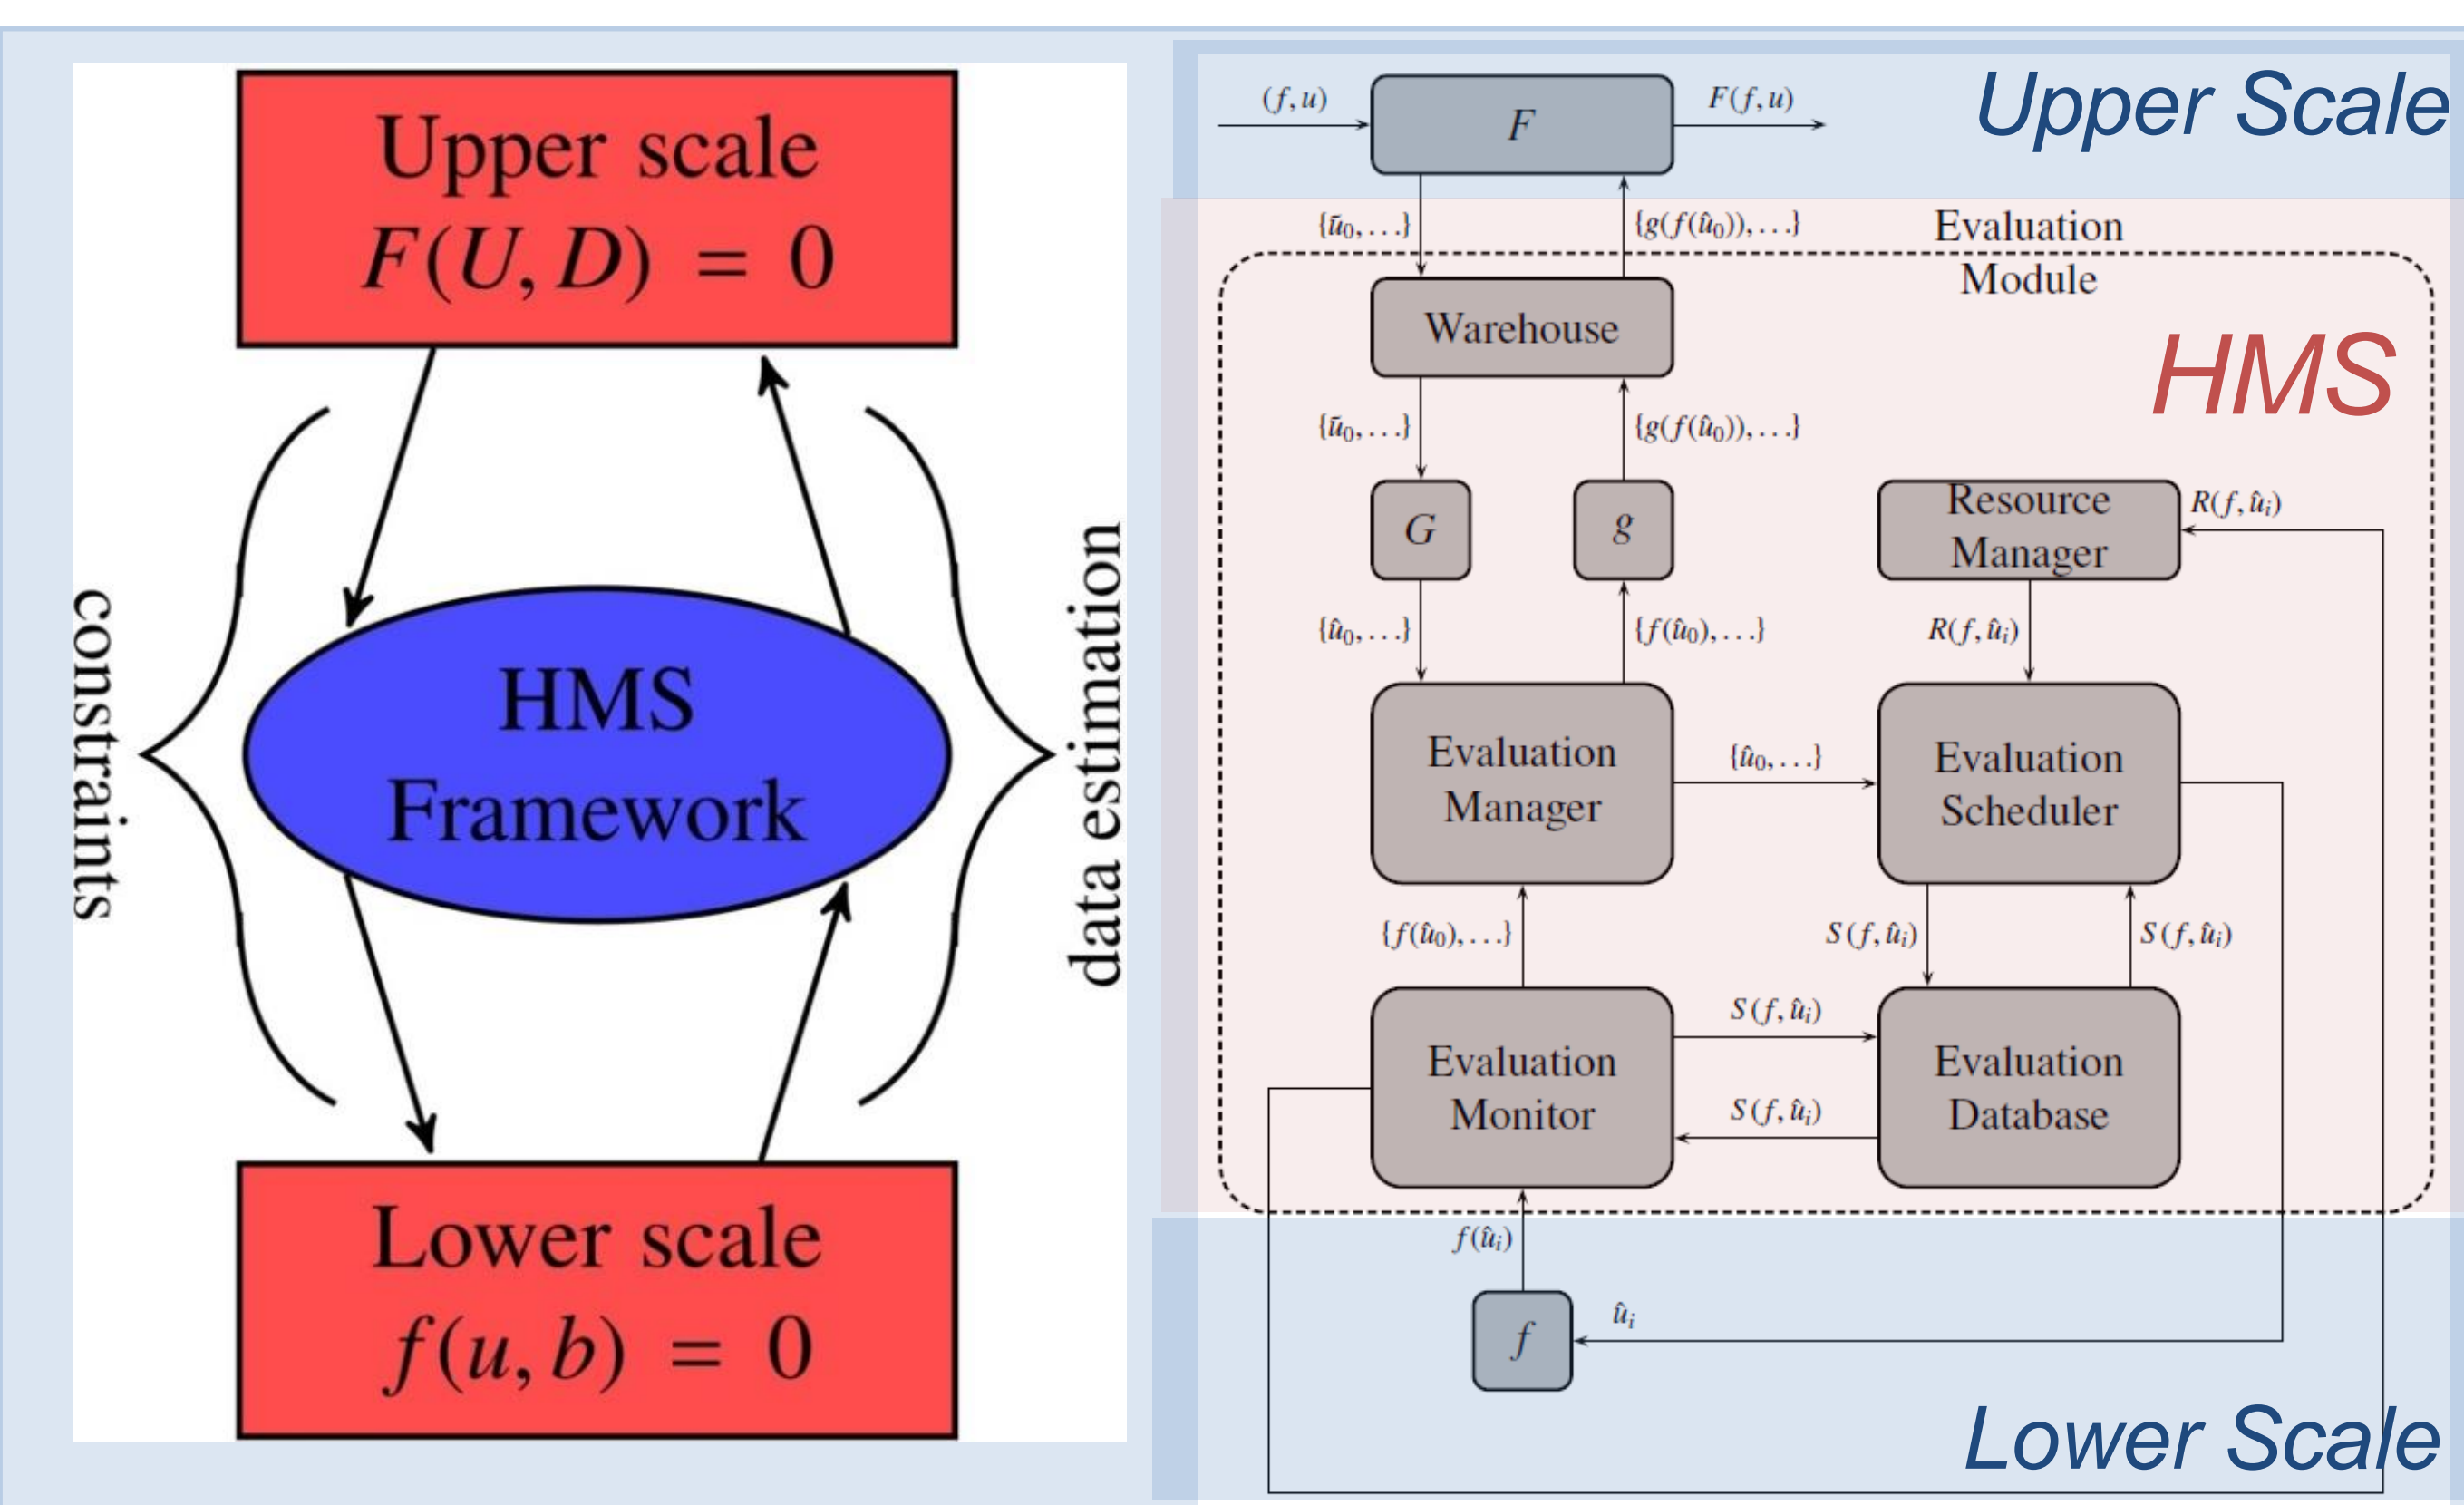 Upper scale
F(U, D) = 0
constraints
HMS
Framework
data estimation
Lower scale
f(u, b) = 0
Upper Scale
(f, u)
F
F(f, u)
{ũ₀, …}
{g(f(û₀)), …}
Evaluation
Module
Warehouse
HMS
{ũ₀, …}
{g(f(û₀)), …}
G
g
Resource
Manager
R(f, ûᵢ)
{û₀, …}
{f(û₀), …}
R(f, ûᵢ)
Evaluation
Manager
{û₀, …}
Evaluation
Scheduler
{f(û₀), …}
S(f, ûᵢ)
S(f, ûᵢ)
Evaluation
Monitor
S(f, ûᵢ)
S(f, ûᵢ)
Evaluation
Database
f(ûᵢ)
f
ûᵢ
Lower Scale